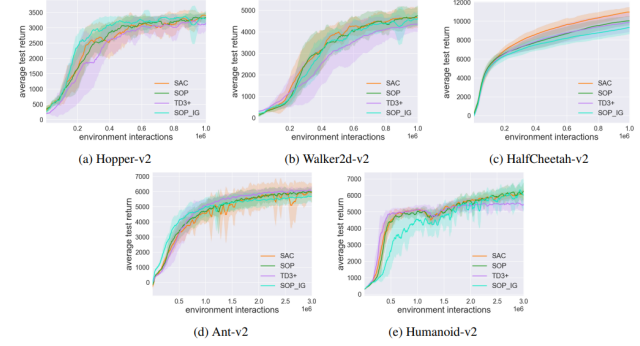 3500
3000
2500
2000
1500
1000
500
0
average test return
SAC
SOP
TD3+
SOP_IG
0.2 0.4 0.6 0.8 1.0
environment interactions 1e6
(a) Hopper-v2
5000
4000
3000
2000
1000
0
average test return
SAC
SOP
TD3+
SOP_IG
0.2 0.4 0.6 0.8 1.0
environment interactions 1e6
(b) Walker2d-v2
12000
10000
8000
6000
4000
2000
0
average test return
SAC
SOP
TD3+
SOP_IG
0.2 0.4 0.6 0.8 1.0
environment interactions 1e6
(c) HalfCheetah-v2
7000
6000
5000
4000
3000
2000
1000
0
average test return
SAC
SOP
TD3+
SOP_IG
0.5 1.0 1.5 2.0 2.5 3.0
environment interactions 1e6
(d) Ant-v2
7000
6000
5000
4000
3000
2000
1000
0
average test return
SAC
SOP
TD3+
SOP_IG
0.5 1.0 1.5 2.0 2.5 3.0
environment interactions 1e6
(e) Humanoid-v2